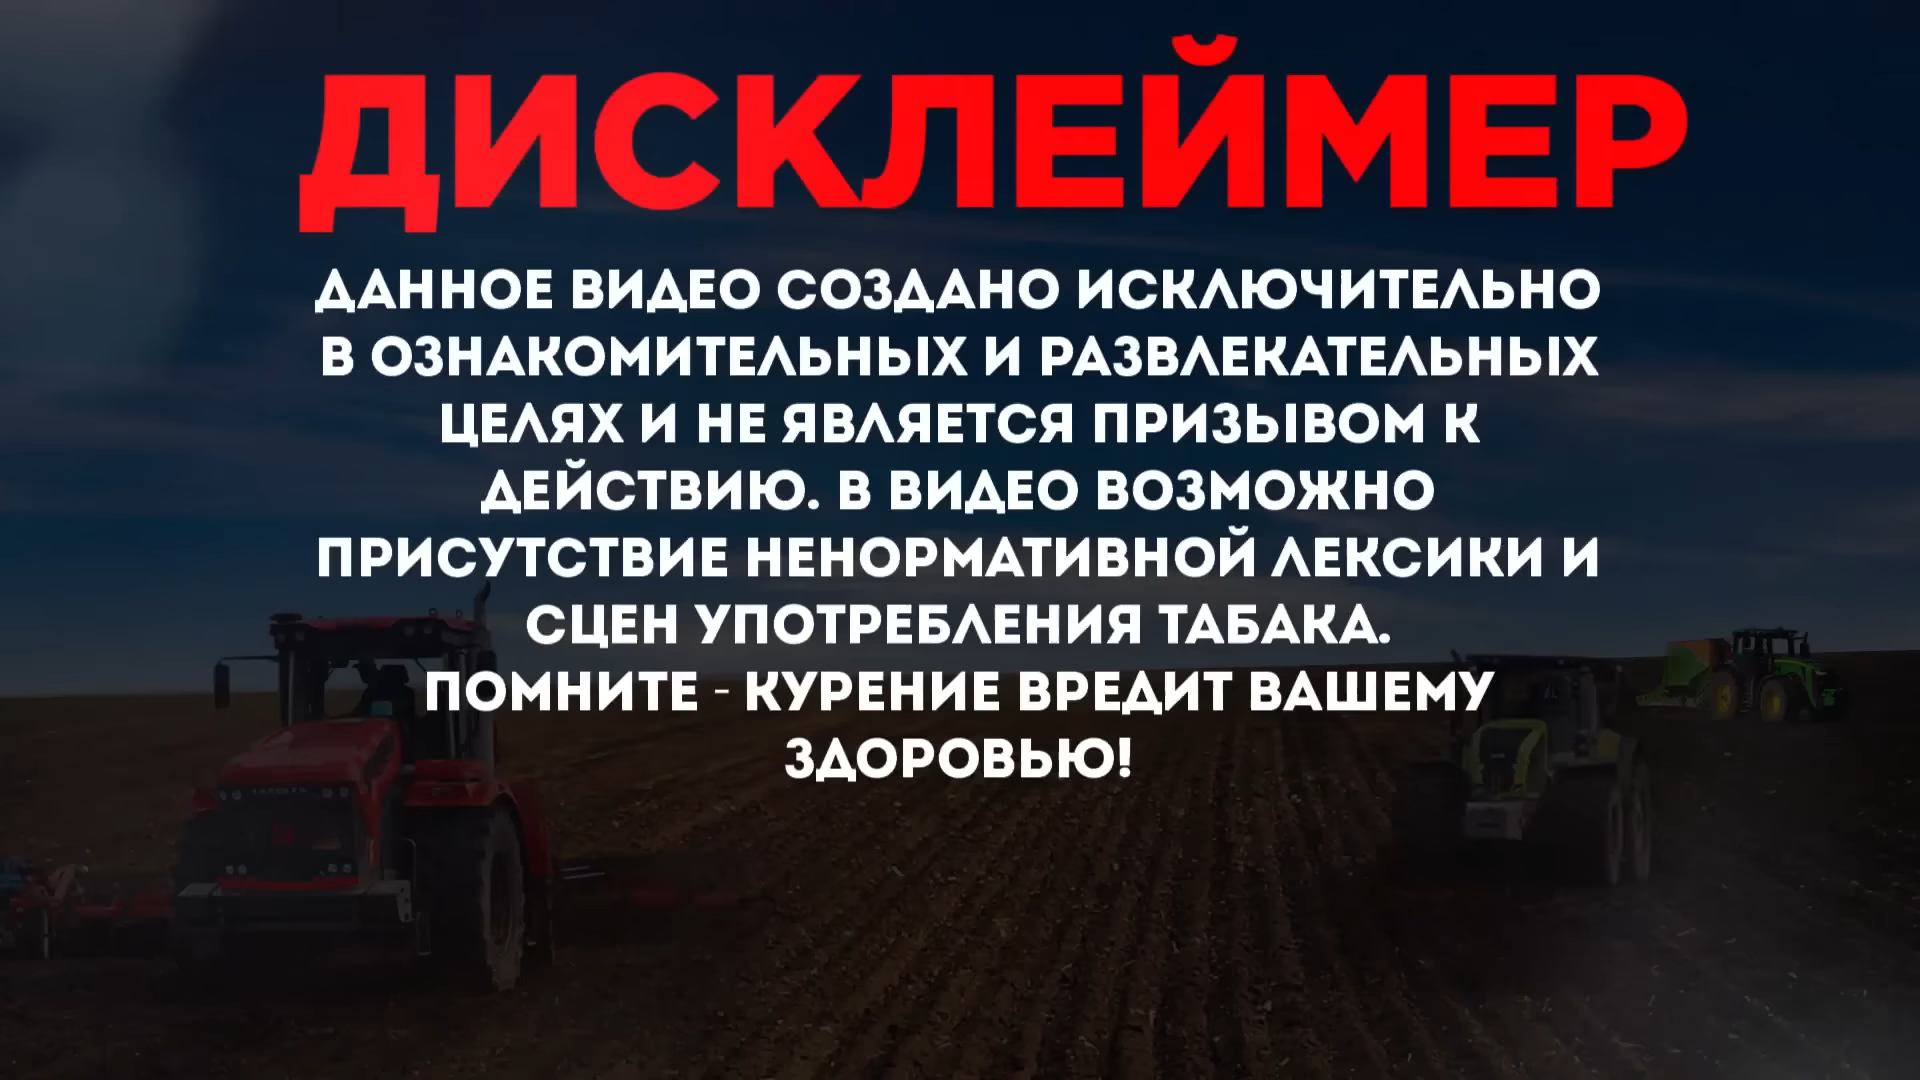 ДИСКЛЕЙМЕР
ДАННОЕ ВИДЕО СОЗДАНО ИСКЛЮЧИТЕЛЬНО
В ОЗНАКОМИТЕЛЬНЫХ И РАЗВЛЕКАТЕЛЬНЫХ
ЦЕЛЯХ И НЕ ЯВЛЯЕТСЯ ПРИЗЫВОМ К
ДЕЙСТВИЮ. В ВИДЕО ВОЗМОЖНО
ПРИСУТСТВИЕ НЕНОРМАТИВНОЙ ЛЕКСИКИ И
СЦЕН УПОТРЕБЛЕНИЯ ТАБАКА.
ПОМНИТЕ - КУРЕНИЕ ВРЕДИТ ВАШЕМУ
ЗДОРОВЬЮ!